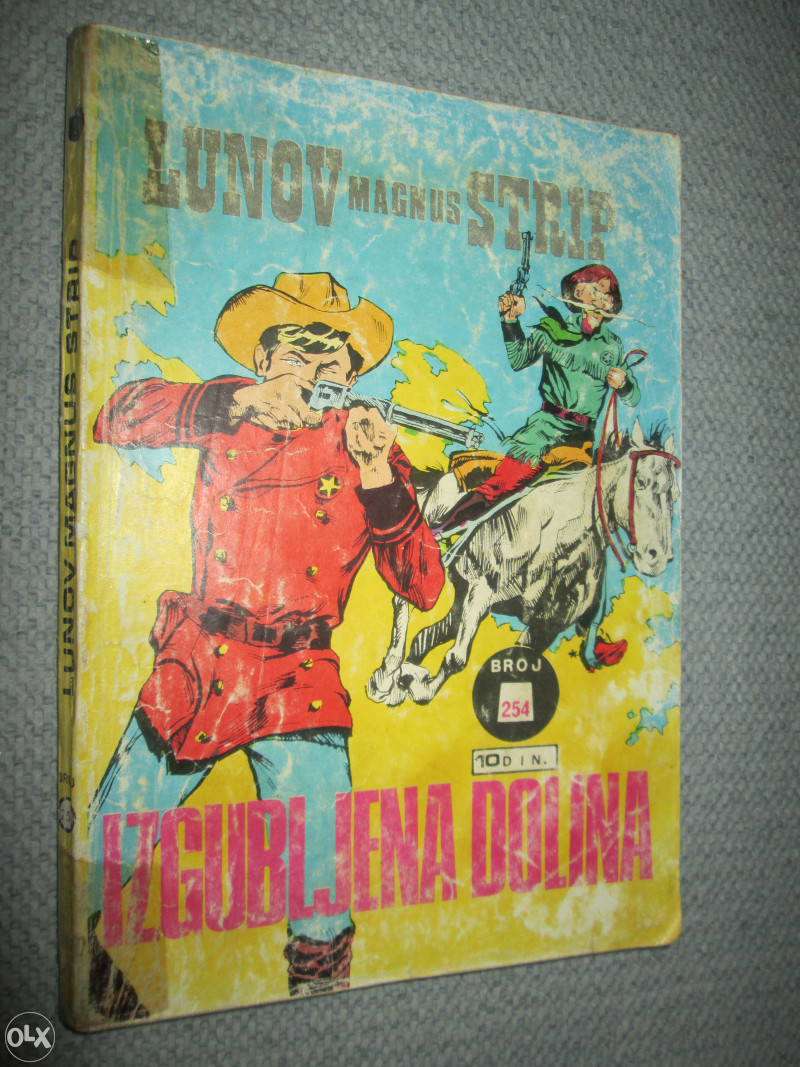 LUNOV MAGNUS STRIP
BROJ
254
10 DIN.
IZGUBLJENA DOLINA
LUNOV MAGNUS STRIP
OLX